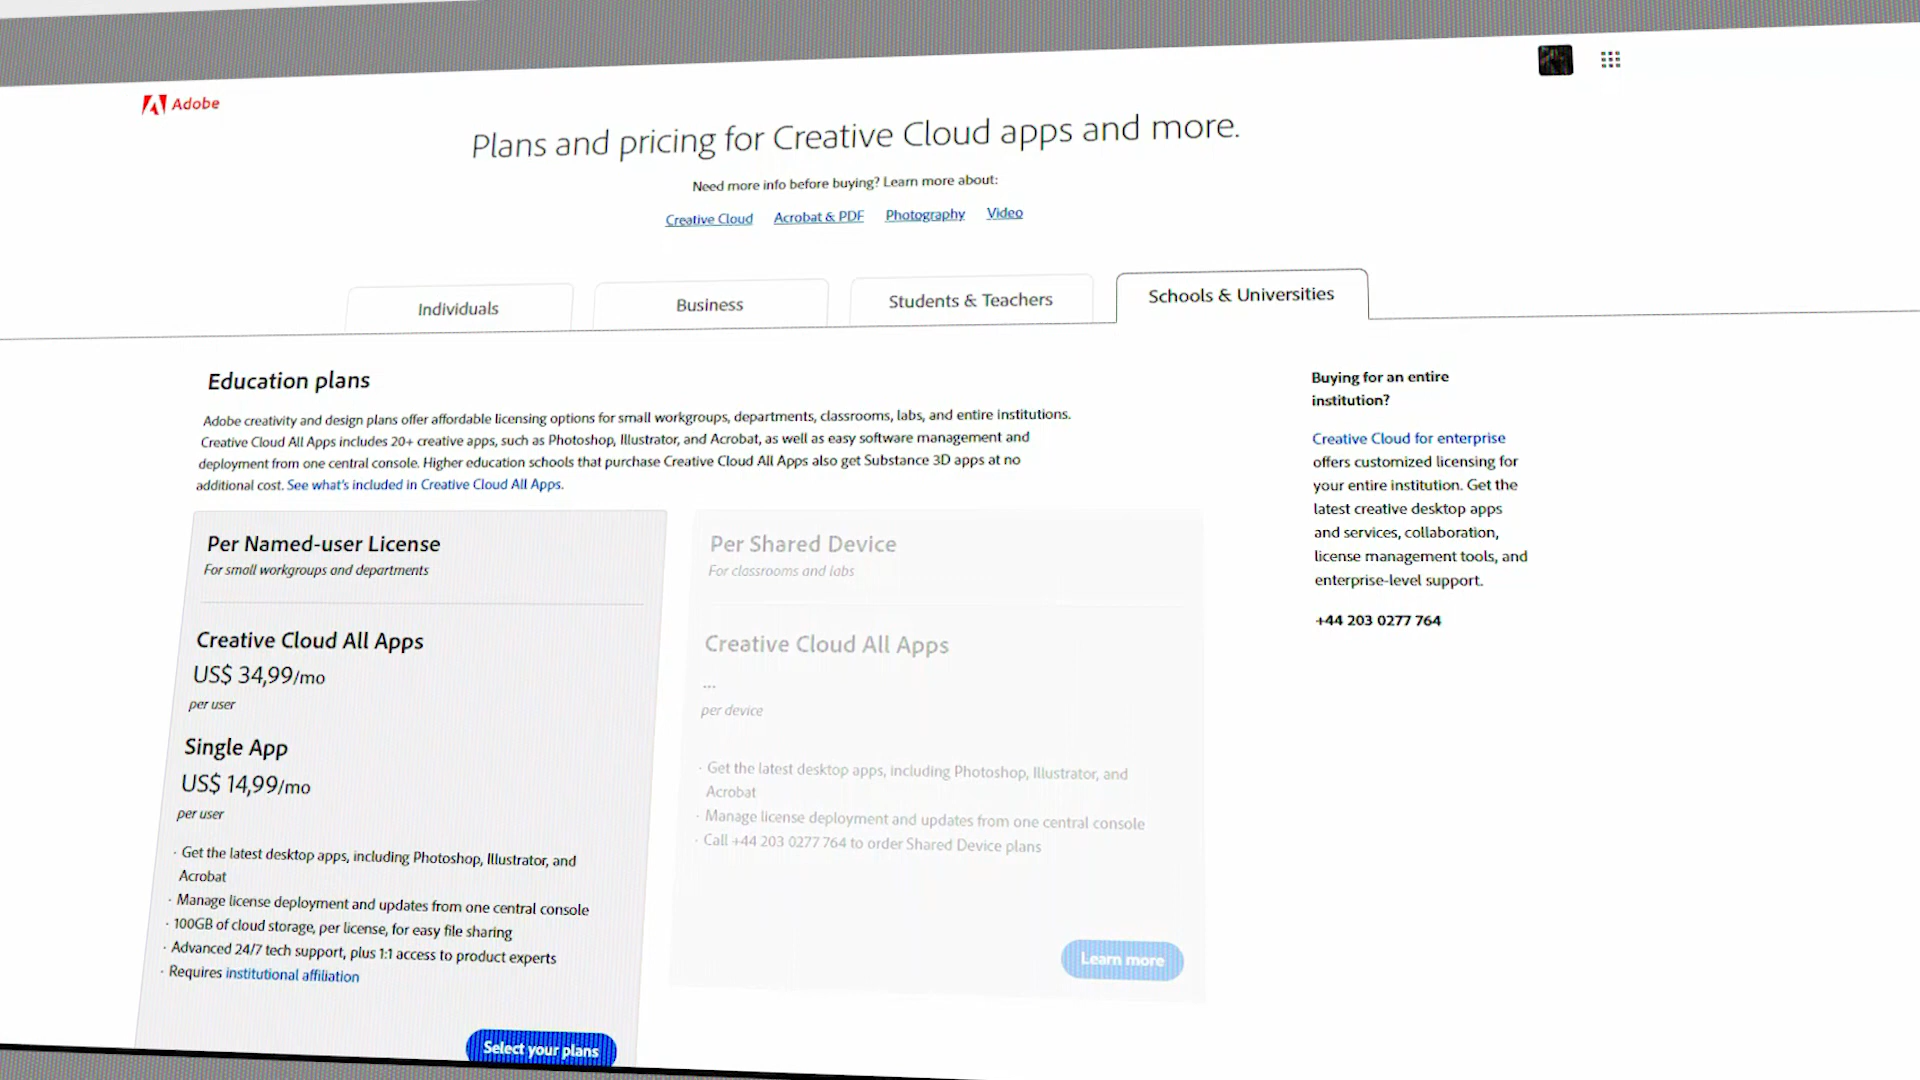 Adobe
Plans and pricing for Creative Cloud apps and more.
Need more info before buying? Learn more about:
Creative Cloud Acrobat & PDF Photography Video
Individuals Business Students & Teachers Schools & Universities
Education plans
Adobe creativity and design plans offer affordable licensing options for small workgroups, departments, classrooms, labs, and entire institutions.
Creative Cloud All Apps includes 20+ creative apps, such as Photoshop, Illustrator, and Acrobat, as well as easy software management and
deployment from one central console. Higher education schools that purchase Creative Cloud All Apps also get Substance 3D apps at no
additional cost. See what's included in Creative Cloud All Apps.
Per Named-user License
For small workgroups and departments
Creative Cloud All Apps
US$ 34,99/mo
per user
Single App
US$ 14,99/mo
per user
· Get the latest desktop apps, including Photoshop, Illustrator, and
Acrobat
· Manage license deployment and updates from one central console
· 100GB of cloud storage, per license, for easy file sharing
· Advanced 24/7 tech support, plus 1:1 access to product experts
· Requires institutional affiliation
Select your plans
Per Shared Device
For classrooms and labs
Creative Cloud All Apps
...
per device
· Get the latest desktop apps, including Photoshop, Illustrator, and
Acrobat
· Manage license deployment and updates from one central console
· Call +44 203 0277 764 to order Shared Device plans
Learn more
Buying for an entire
institution?
Creative Cloud for enterprise
offers customized licensing for
your entire institution. Get the
latest creative desktop apps
and services, collaboration,
license management tools, and
enterprise-level support.
+44 203 0277 764